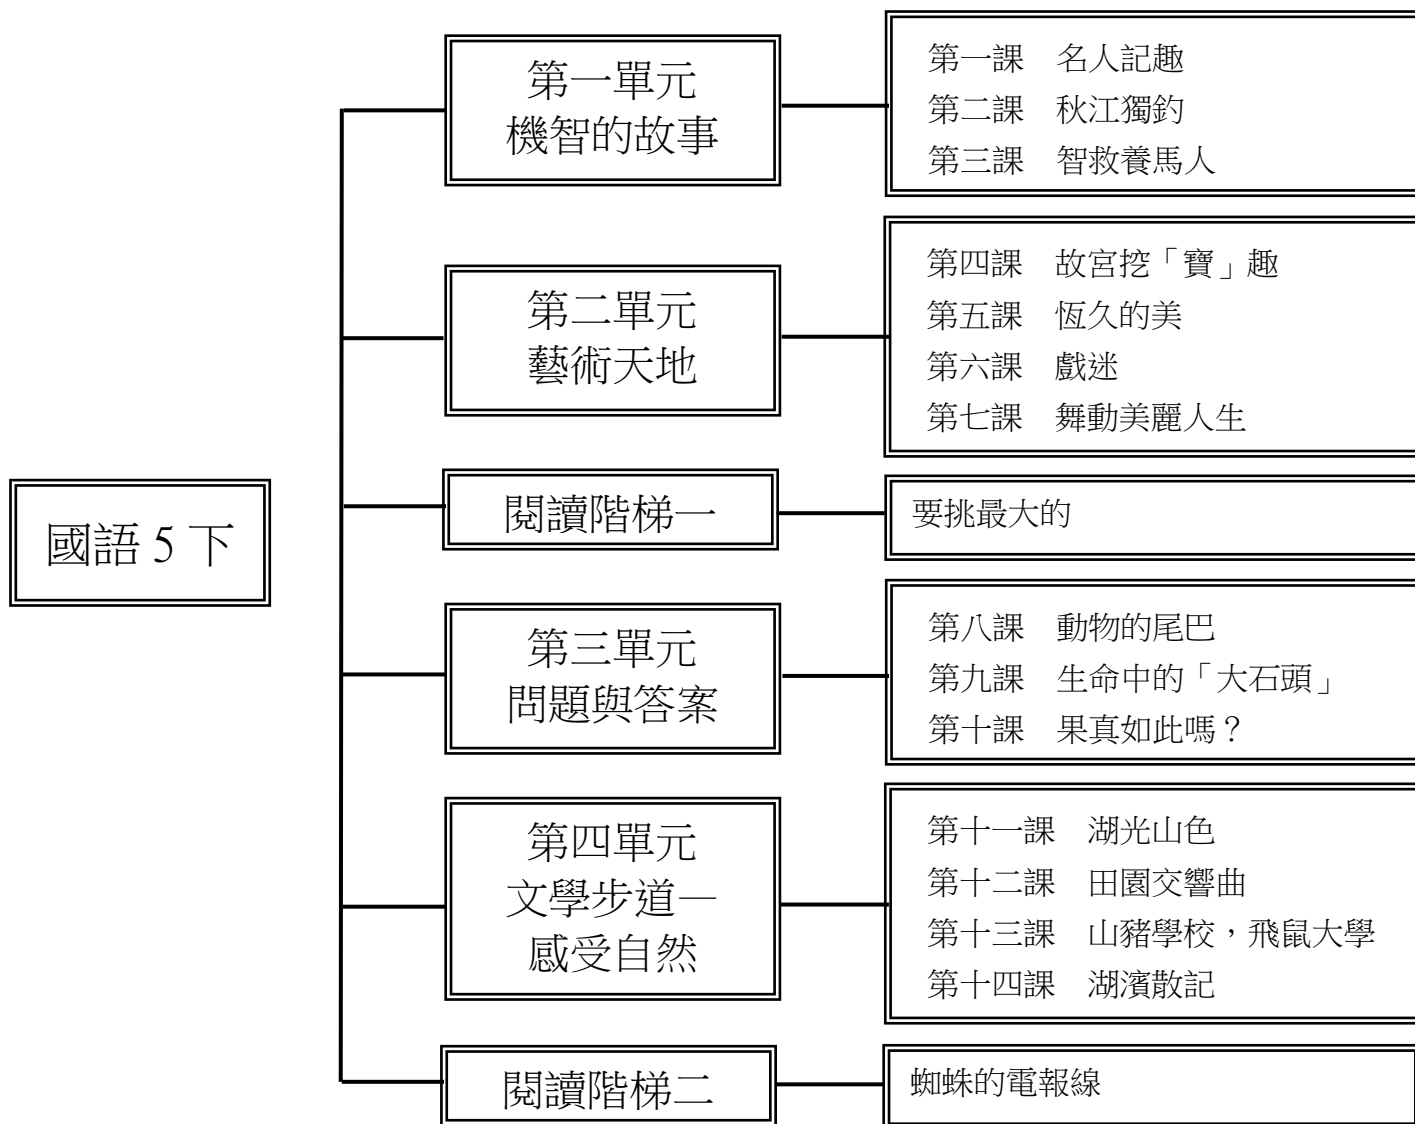 國語 5 下
第一單元
機智的故事
第一課　名人記趣
第二課　秋江獨釣
第三課　智救養馬人
第二單元
藝術天地
第四課　故宮挖「寶」趣
第五課　恆久的美
第六課　戲迷
第七課　舞動美麗人生
閱讀階梯一
要挑最大的
第三單元
問題與答案
第八課　動物的尾巴
第九課　生命中的「大石頭」
第十課　果真如此嗎？
第四單元
文學步道—
感受自然
第十一課　湖光山色
第十二課　田園交響曲
第十三課　山豬學校，飛鼠大學
第十四課　湖濱散記
閱讀階梯二
蜘蛛的電報線